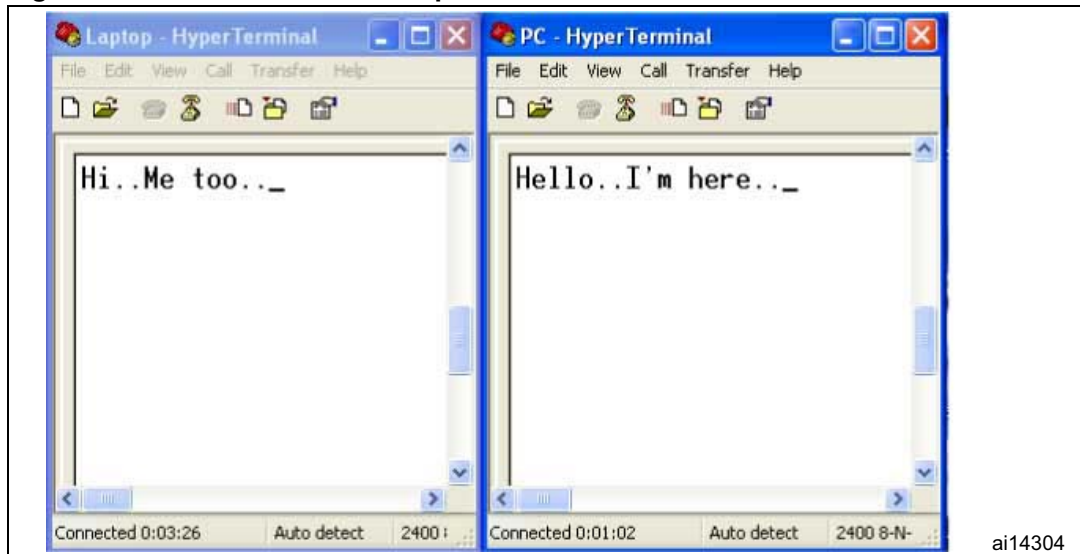 Laptop - HyperTerminal
File Edit View Call Transfer Help
Hi..Me too.._
Connected 0:03:26 Auto detect 2400
PC - HyperTerminal
File Edit View Call Transfer Help
Hello..I'm here.._
Connected 0:01:02 Auto detect 2400 8-N-
ai14304